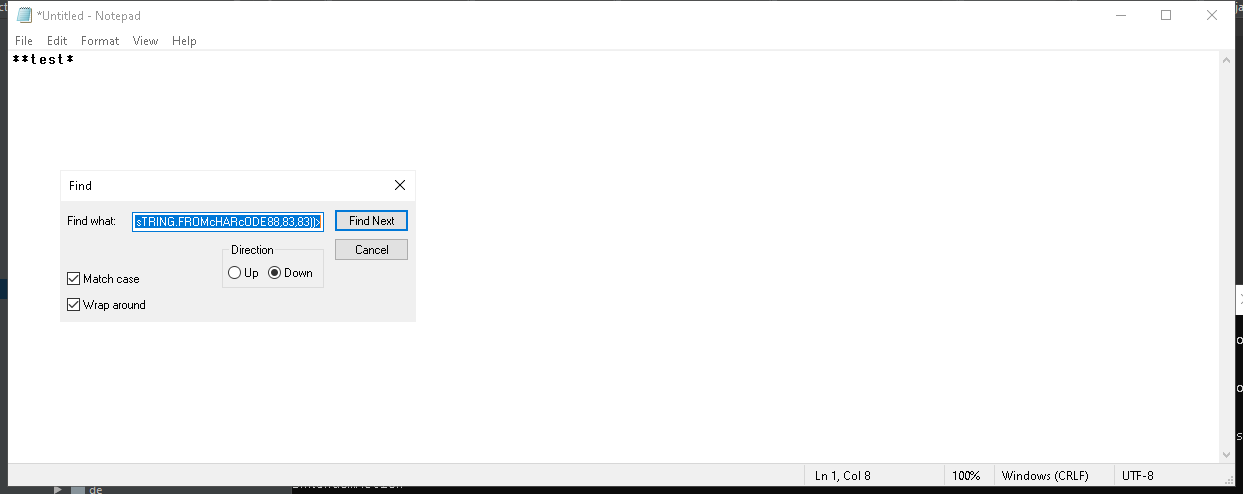 *Untitled - Notepad
File Edit Format View Help
**test*
Find
Find what: sTRING.FROMcHARcODE88,83,83))>
Find Next
Direction
Cancel
Up Down
Match case
Wrap around
Ln 1, Col 8 100% Windows (CRLF) UTF-8
de